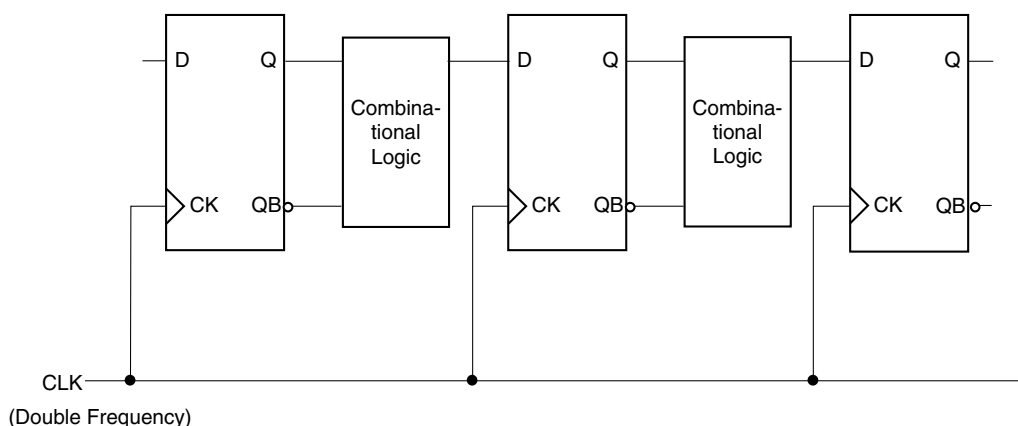 D Q
Combina-
tional
Logic
CK QB
D Q
Combina-
tional
Logic
CK QB
D Q
CK QB
CLK
(Double Frequency)